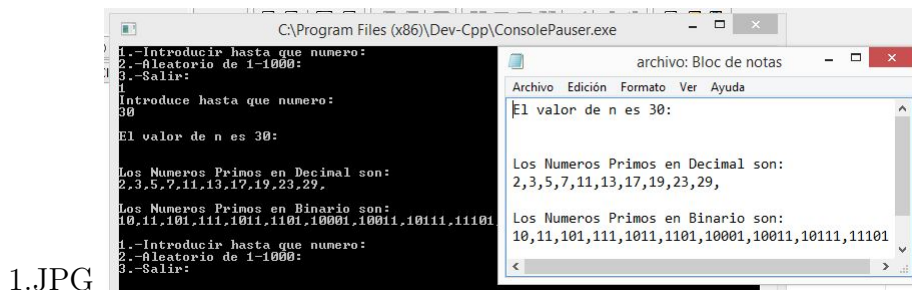 C:\Program Files (x86)\Dev-Cpp\ConsolePauser.exe
1.-Introducir hasta que numero:
2.-Aleatorio de 1-1000:
3.-Salir:
1
Introduce hasta que numero:
30
El valor de n es 30:
Los Numeros Primos en Decimal son:
2,3,5,7,11,13,17,19,23,29,
Los Numeros Primos en Binario son:
10,11,101,111,1011,1101,10001,10011,10111,11101
1.-Introducir hasta que numero:
2.-Aleatorio de 1-1000:
3.-Salir:
archivo: Bloc de notas
Archivo Edición Formato Ver Ayuda
El valor de n es 30:
Los Numeros Primos en Decimal son:
2,3,5,7,11,13,17,19,23,29,
Los Numeros Primos en Binario son:
10,11,101,111,1011,1101,10001,10011,10111,11101
1.JPG